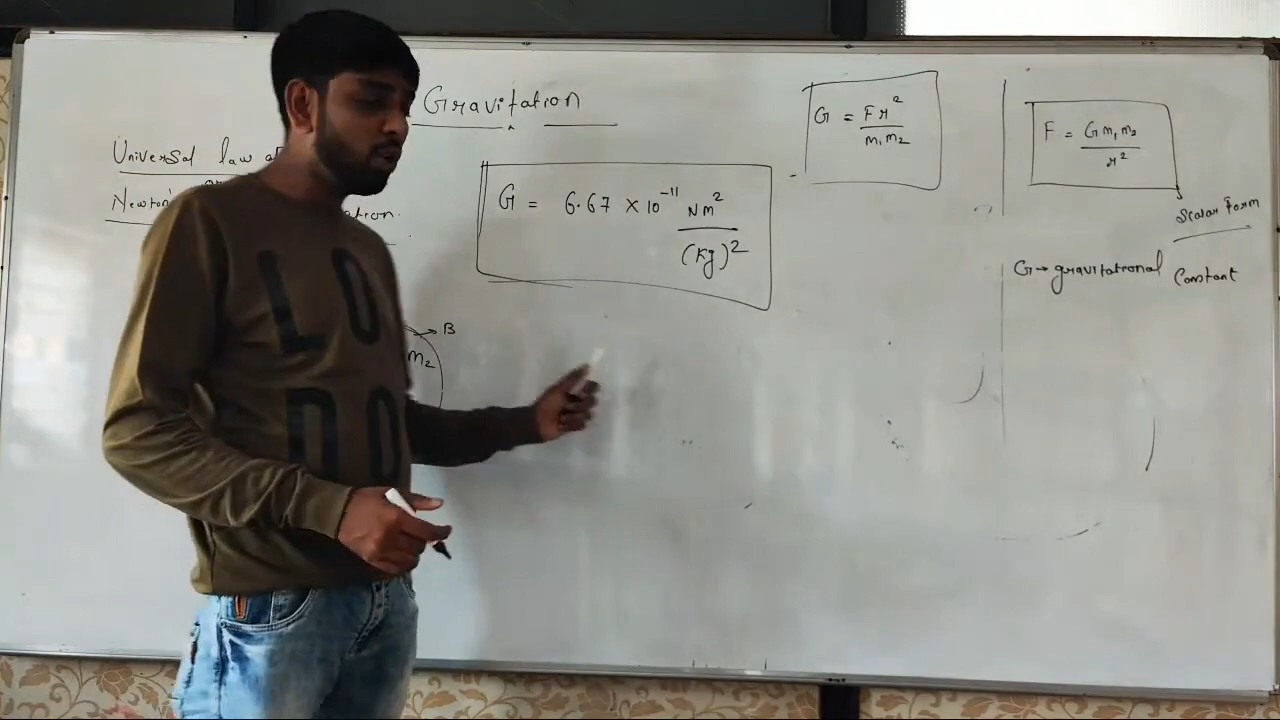 Gravitation
Universal law of
Newton's
G = 6.67 × 10⁻¹¹ Nm²/(Kg)²
G = Fr²/m₁m₂
F = Gm₁m₂/r²
Scalar Form
G → gravitational Constant
→ B
m₂
LO
DO